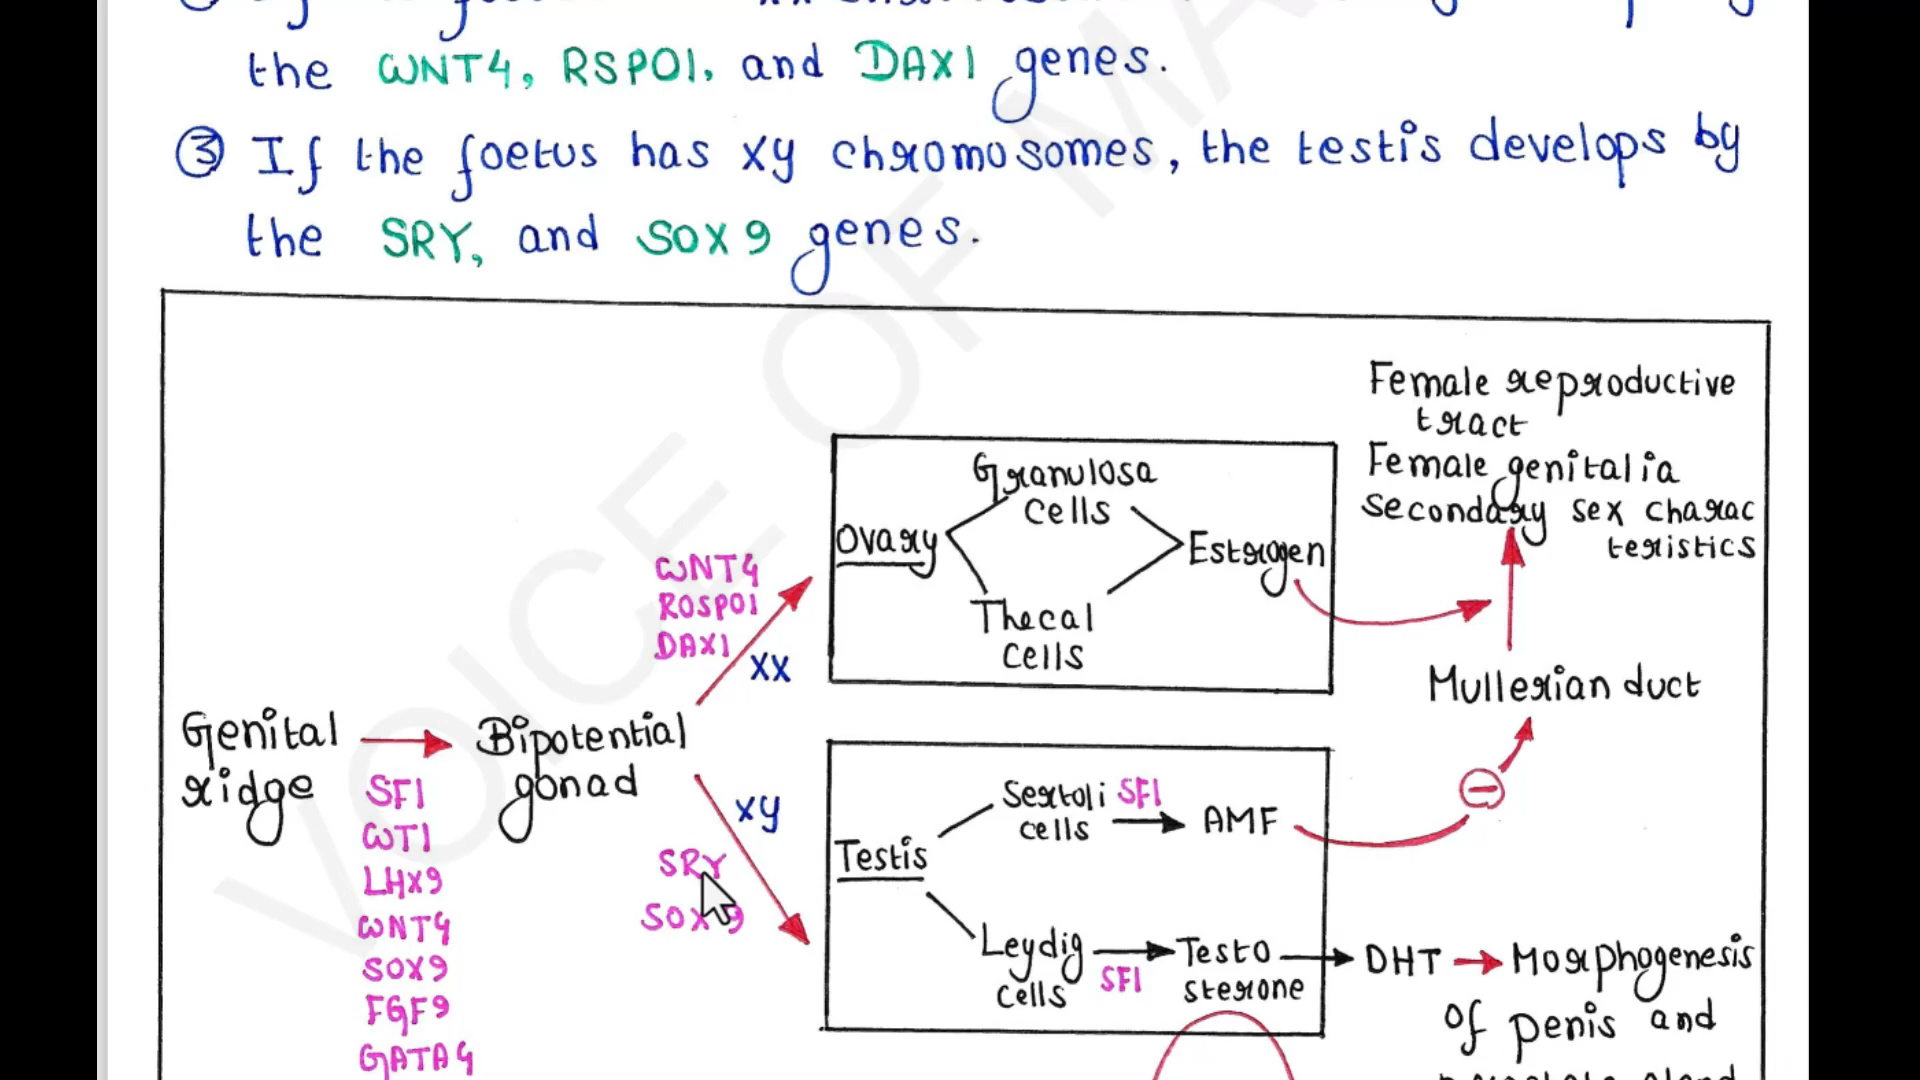 the WNT4, RSPO1, and DAX1 genes.
③ If the foetus has xy chromosomes, the testis develops by
the SRY, and SOX9 genes.
Female reproductive
tract
Female genitalia
Secondary sex charac
teristics
Granulosa
cells
Ovary
Estrogen
Thecal
cells
WNT4
ROSPO1
DAX1
XX
Mullerian duct
Genital
ridge
Bipotential
gonad
SF1
WT1
LHX9
WNT4
SOX9
FGF9
GATA4
XY
SRY
SOX9
Testis
Sertoli
cells
SF1
AMF
Leydig
cells
SF1
Testo
sterone
DHT
Morphogenesis
of penis and
VOICE OF MA